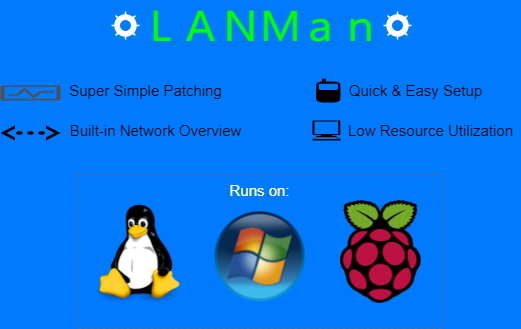 LANMan
Super Simple Patching
Quick & Easy Setup
Built-in Network Overview
Low Resource Utilization
Runs on: